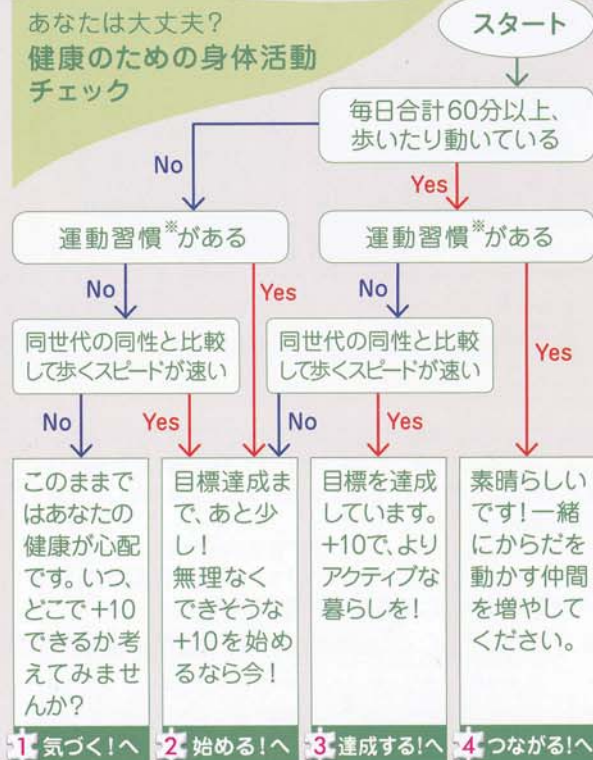 あなたは大丈夫?
健康のための身体活動
チェック
スタート
毎日合計60分以上、
歩いたり動いている
No
Yes
運動習慣※がある
運動習慣※がある
No
Yes
No
Yes
同世代の同性と比較
して歩くスピードが速い
同世代の同性と比較
して歩くスピードが速い
No
Yes
No
Yes
このままで
はあなたの
健康が心配
です。いつ、
どこで+10
できるか考
えてみませ
んか?
目標達成ま
で、あと少
し!
無理なく
できそうな
+10を始め
るなら今!
目標を達成
しています。
+10で、より
アクティブな
暮らしを!
素晴らしい
です!一緒
にからだを
動かす仲間
を増やして
ください。
1 気づく!へ
2 始める!へ
3 達成する!へ
4 つながる!へ